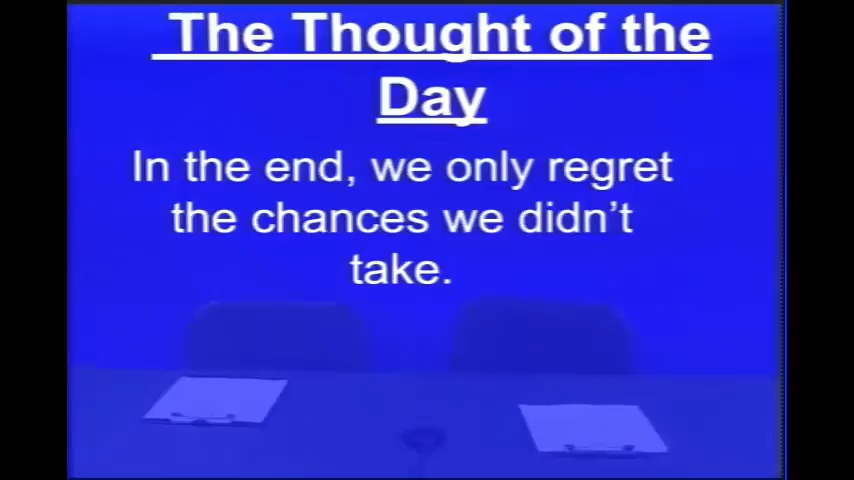 The Thought of the
Day
In the end, we only regret
the chances we didn’t
take.